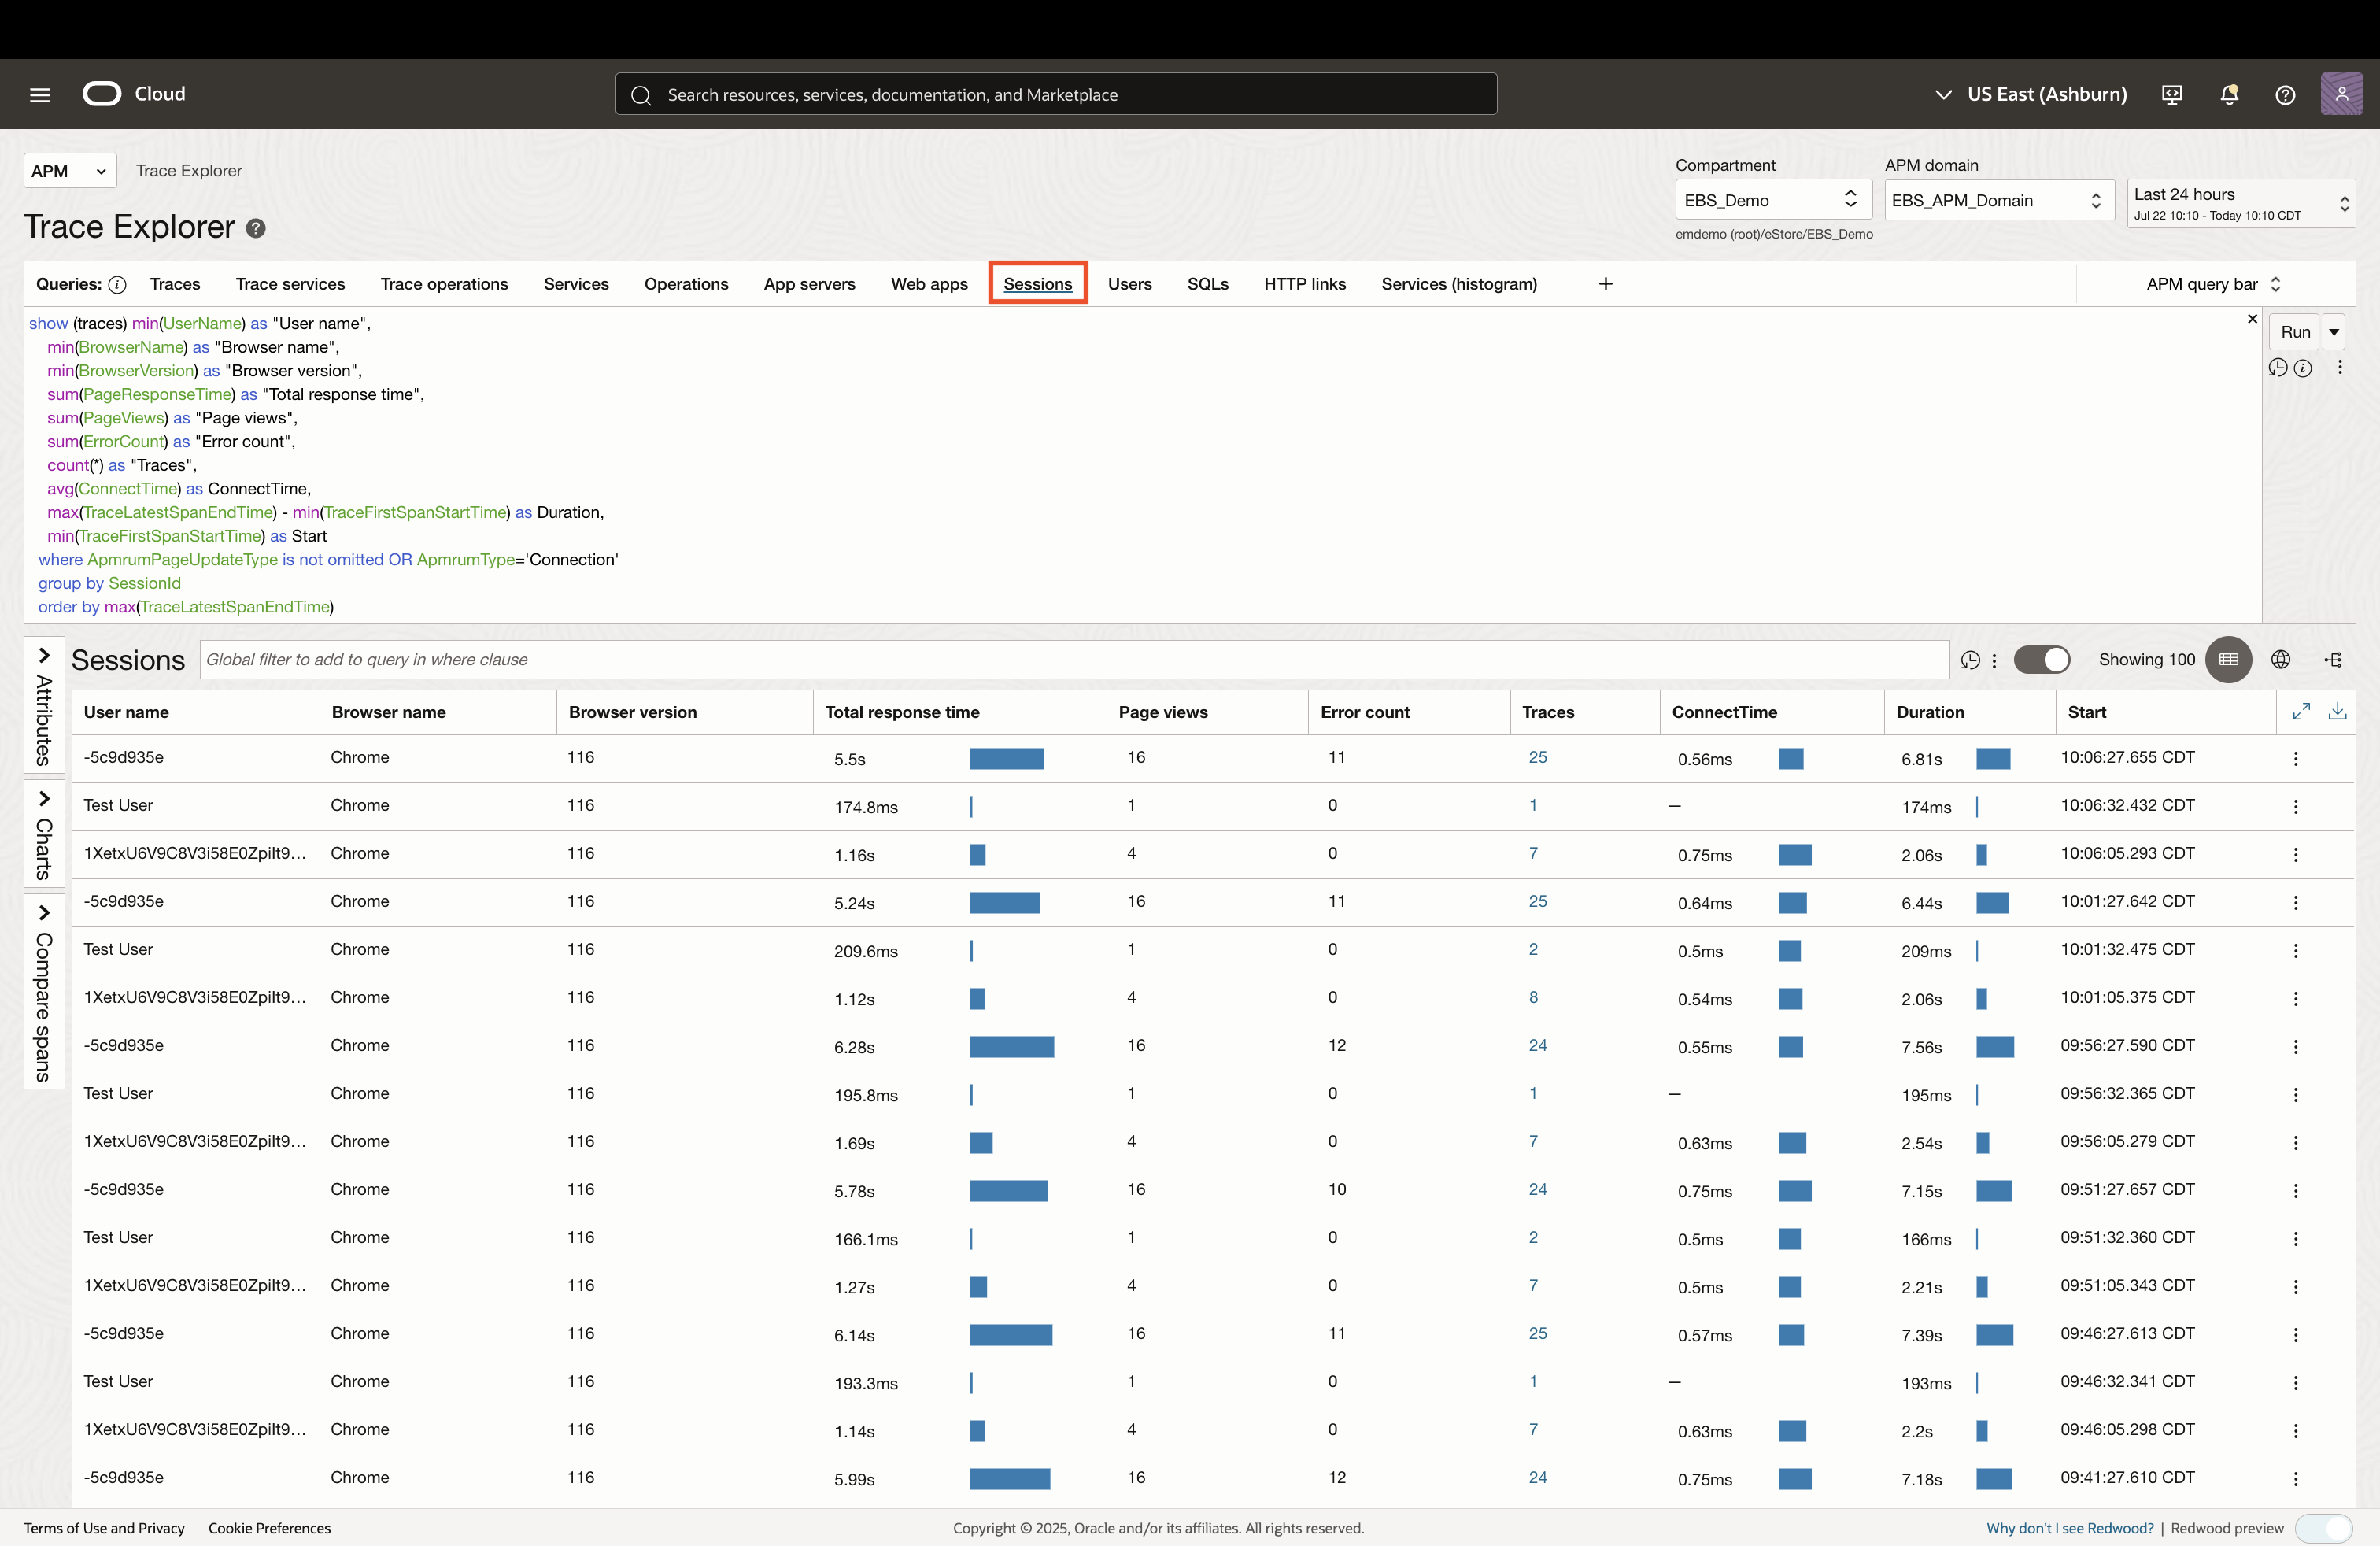 Cloud
Search resources, services, documentation, and Marketplace
US East (Ashburn)
APM
Trace Explorer
Compartment
APM domain
EBS_Demo
EBS_APM_Domain
Last 24 hours
Jul 22 10:10 - Today 10:10 CDT
emdemo (root)/eStore/EBS_Demo
Trace Explorer
Queries: Traces Trace services Trace operations Services Operations App servers Web apps Sessions Users SQLs HTTP links Services (histogram) + APM query bar
show (traces) min(UserName) as "User name",
min(BrowserName) as "Browser name",
min(BrowserVersion) as "Browser version",
sum(PageResponseTime) as "Total response time",
sum(PageViews) as "Page views",
sum(ErrorCount) as "Error count",
count(*) as "Traces",
avg(ConnectTime) as ConnectTime,
max(TraceLatestSpanEndTime) - min(TraceFirstSpanStartTime) as Duration,
min(TraceFirstSpanStartTime) as Start
where ApmrumPageUpdateType is not omitted OR ApmrumType='Connection'
group by SessionId
order by max(TraceLatestSpanEndTime)
Run
Attributes
Charts
Compare spans
Sessions Global filter to add to query in where clause Showing 100
User name Browser name Browser version Total response time Page views Error count Traces ConnectTime Duration Start
-5c9d935e Chrome 116 5.5s 16 11 25 0.56ms 6.81s 10:06:27.655 CDT
Test User Chrome 116 174.8ms 1 0 1 — 174ms 10:06:32.432 CDT
1XetxU6V9C8V3i58E0Zpilt9... Chrome 116 1.16s 4 0 7 0.75ms 2.06s 10:06:05.293 CDT
-5c9d935e Chrome 116 5.24s 16 11 25 0.64ms 6.44s 10:01:27.642 CDT
Test User Chrome 116 209.6ms 1 0 2 0.5ms 209ms 10:01:32.475 CDT
1XetxU6V9C8V3i58E0Zpilt9... Chrome 116 1.12s 4 0 8 0.54ms 2.06s 10:01:05.375 CDT
-5c9d935e Chrome 116 6.28s 16 12 24 0.55ms 7.56s 09:56:27.590 CDT
Test User Chrome 116 195.8ms 1 0 1 — 195ms 09:56:32.365 CDT
1XetxU6V9C8V3i58E0Zpilt9... Chrome 116 1.69s 4 0 7 0.63ms 2.54s 09:56:05.279 CDT
-5c9d935e Chrome 116 5.78s 16 10 24 0.75ms 7.15s 09:51:27.657 CDT
Test User Chrome 116 166.1ms 1 0 2 0.5ms 166ms 09:51:32.360 CDT
1XetxU6V9C8V3i58E0Zpilt9... Chrome 116 1.27s 4 0 7 0.5ms 2.21s 09:51:05.343 CDT
-5c9d935e Chrome 116 6.14s 16 11 25 0.57ms 7.39s 09:46:27.613 CDT
Test User Chrome 116 193.3ms 1 0 1 — 193ms 09:46:32.341 CDT
1XetxU6V9C8V3i58E0Zpilt9... Chrome 116 1.14s 4 0 7 0.63ms 2.2s 09:46:05.298 CDT
-5c9d935e Chrome 116 5.99s 16 12 24 0.75ms 7.18s 09:41:27.610 CDT
Terms of Use and Privacy Cookie Preferences Copyright © 2025, Oracle and/or its affiliates. All rights reserved. Why don't I see Redwood? | Redwood preview